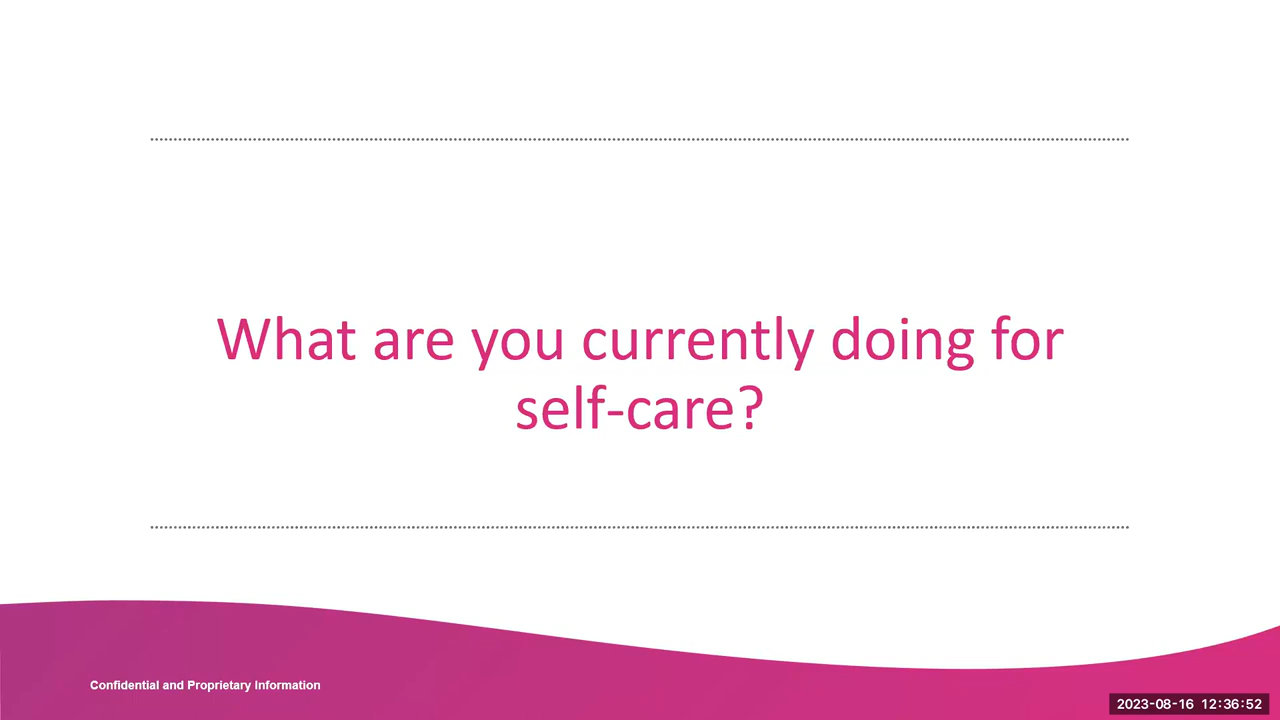 What are you currently doing for
self-care?
Confidential and Proprietary Information
2023-08-16 12:36:52